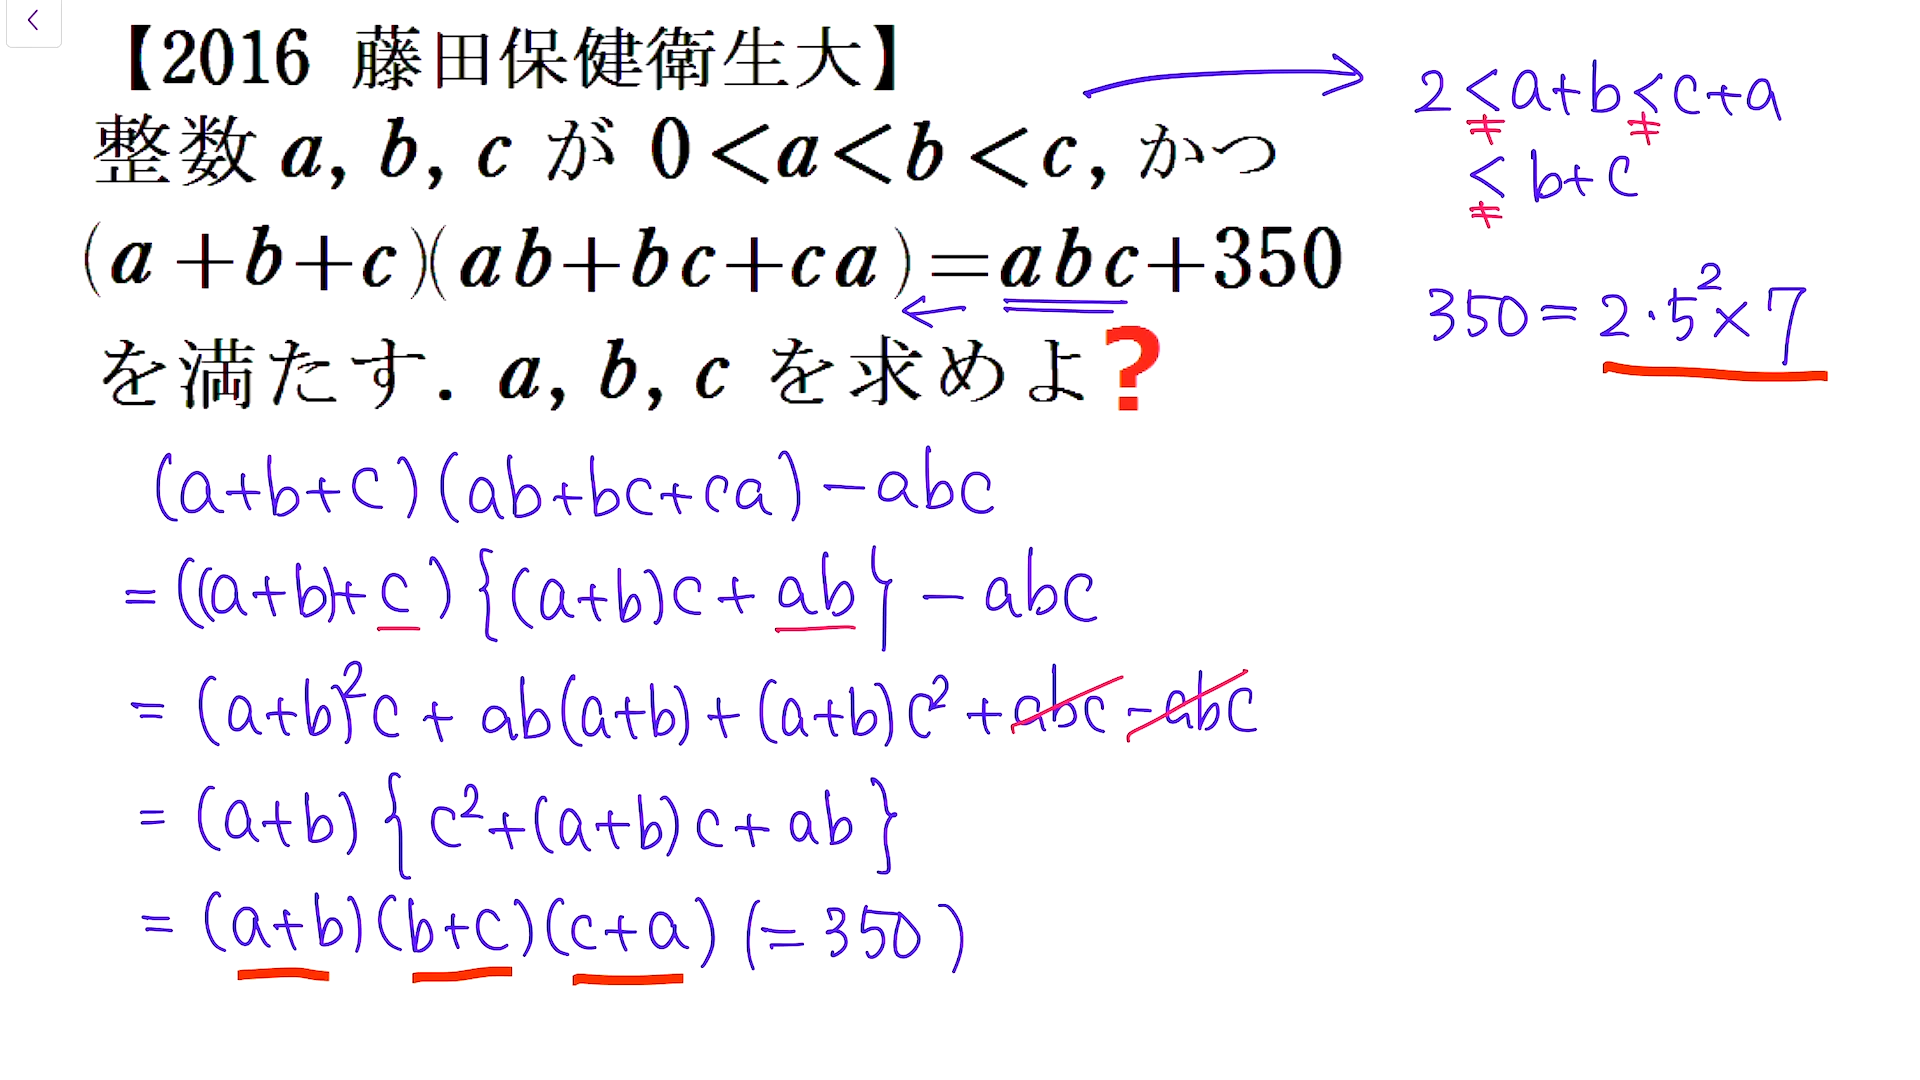 【2016 藤田保健衛生大】
整数 a, b, c が 0<a<b<c, かつ
(a+b+c)(ab+bc+ca)=abc+350
を満たす. a, b, c を求めよ?
2<a+b<c+a
<b+c
350=2・5²×7
(a+b+c)(ab+bc+ca)-abc
=((a+b)+c){(a+b)c+ab}-abc
=(a+b)²c+ab(a+b)+(a+b)c²+abc-abc
=(a+b){c²+(a+b)c+ab}
=(a+b)(b+c)(c+a)(=350)